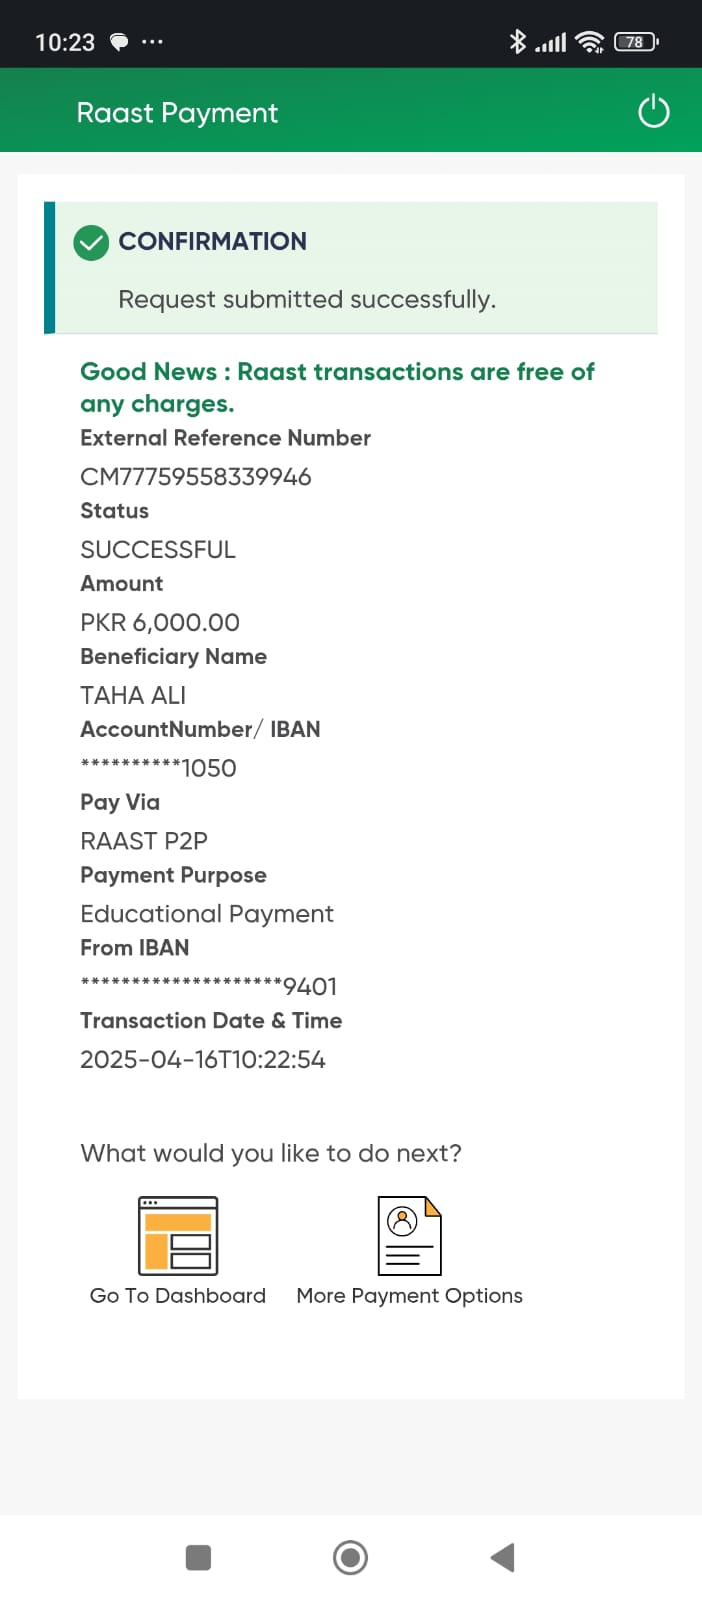 10:23
78
Raast Payment
CONFIRMATION
Request submitted successfully.
Good News : Raast transactions are free of
any charges.
External Reference Number
CM77759558339946
Status
SUCCESSFUL
Amount
PKR 6,000.00
Beneficiary Name
TAHA ALI
AccountNumber/ IBAN
**********1050
Pay Via
RAAST P2P
Payment Purpose
Educational Payment
From IBAN
********************9401
Transaction Date & Time
2025-04-16T10:22:54
What would you like to do next?
Go To Dashboard
More Payment Options